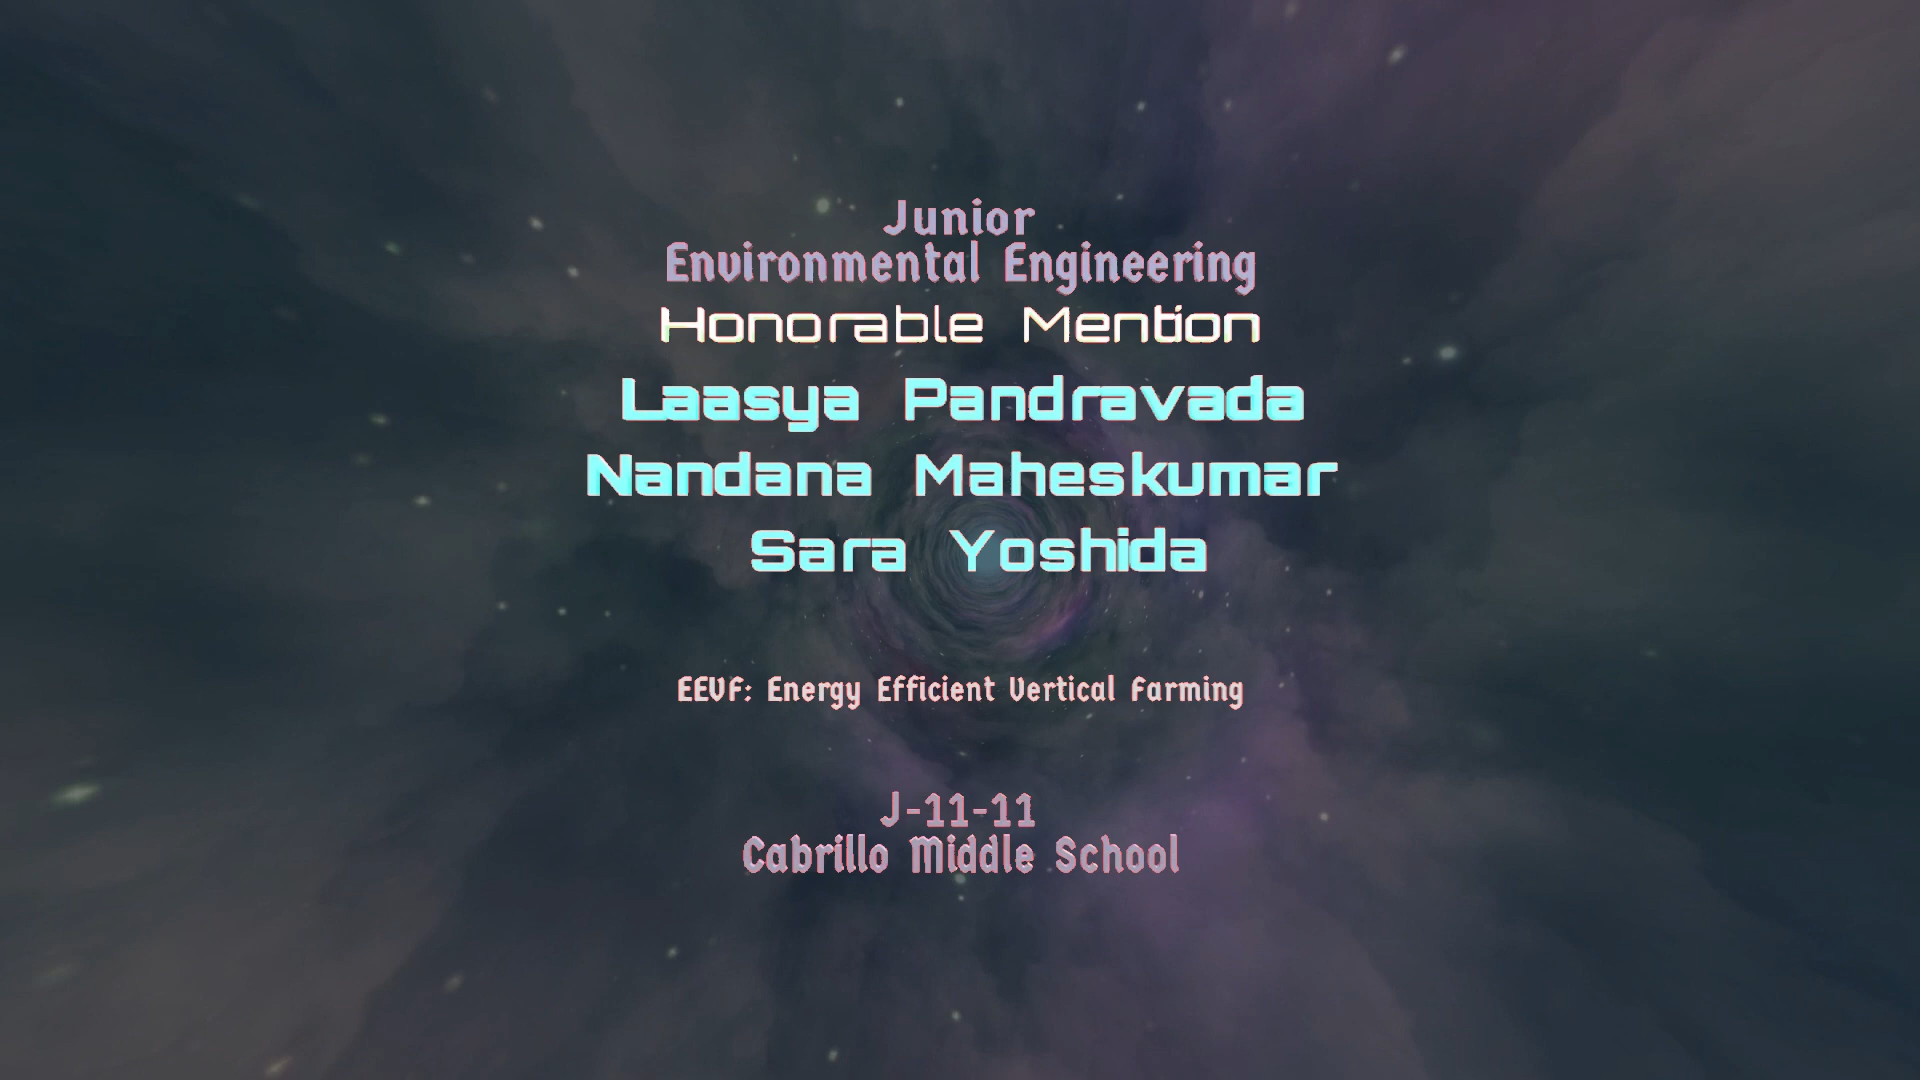 Junior
Environmental Engineering
Honorable Mention
Laasya Pandravada
Nandana Maheskumar
Sara Yoshida
EEVF: Energy Efficient Vertical Farming
J-11-11
Cabrillo Middle School